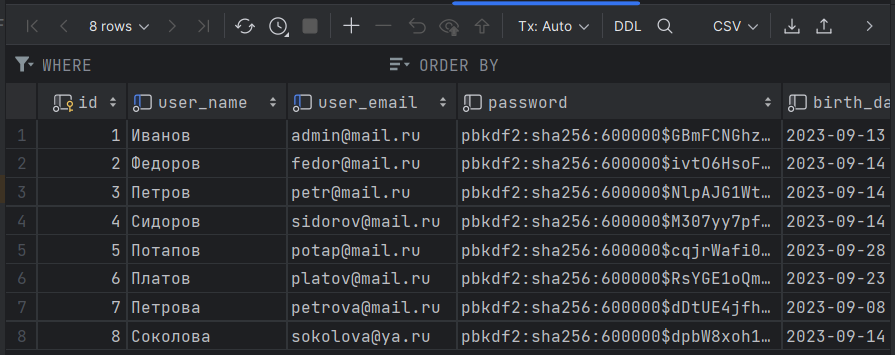 8 rows Tx: Auto DDL CSV
WHERE ORDER BY
id user_name user_email password birth_da
1 1 Иванов admin@mail.ru pbkdf2:sha256:600000$GBmFCNGhz… 2023-09-13
2 2 Федоров fedor@mail.ru pbkdf2:sha256:600000$ivtO6HsoF… 2023-09-14
3 3 Петров petr@mail.ru pbkdf2:sha256:600000$NlpAJG1Wt… 2023-09-14
4 4 Сидоров sidorov@mail.ru pbkdf2:sha256:600000$M307yy7pf… 2023-09-14
5 5 Потапов potap@mail.ru pbkdf2:sha256:600000$cqjrWafi0… 2023-09-28
6 6 Платов platov@mail.ru pbkdf2:sha256:600000$RsYGE1oQm… 2023-09-23
7 7 Петрова petrova@mail.ru pbkdf2:sha256:600000$dDtUE4jfh… 2023-09-08
8 8 Соколова sokolova@ya.ru pbkdf2:sha256:600000$dpbW8xoh1… 2023-09-14